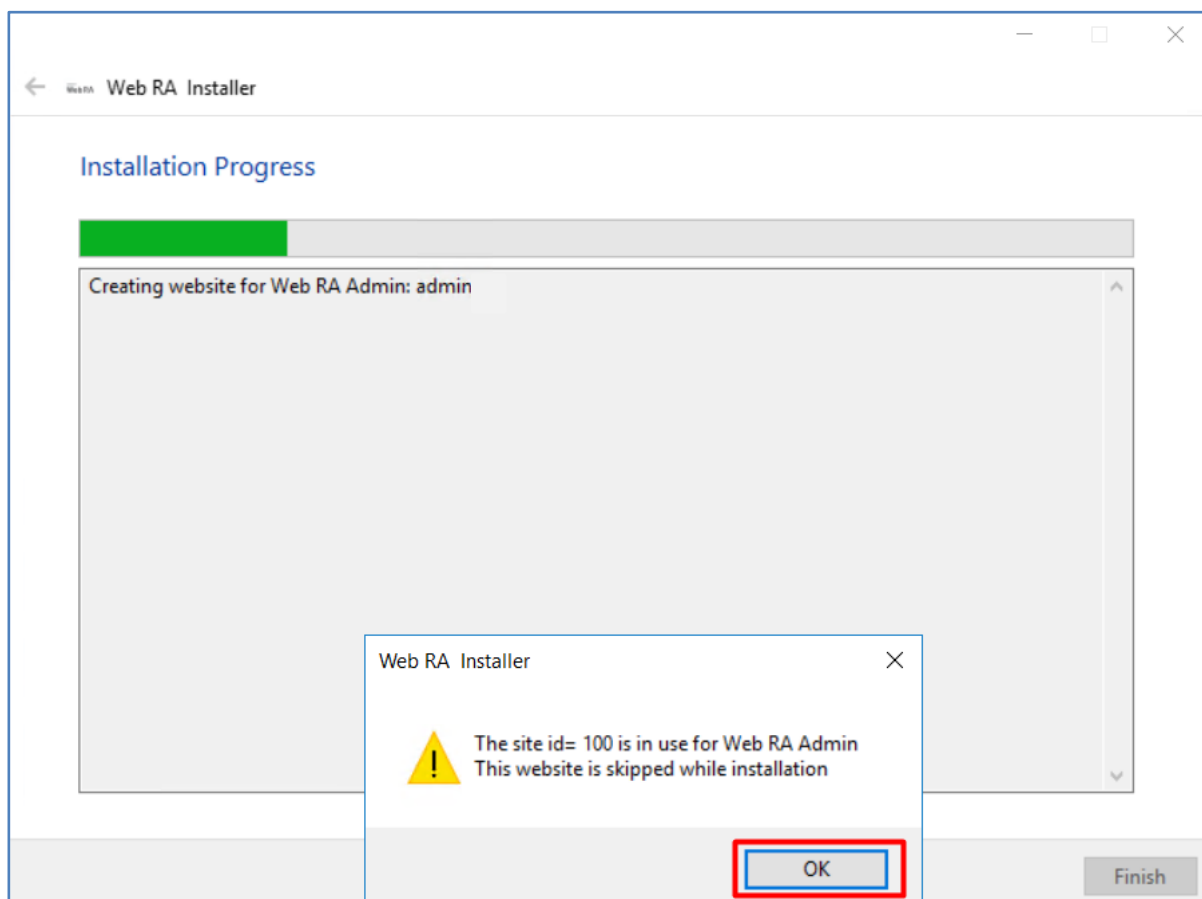 Web RA Installer
Installation Progress
Creating website for Web RA Admin: admin
Web RA Installer
The site id= 100 is in use for Web RA Admin
This website is skipped while installation
OK
Finish